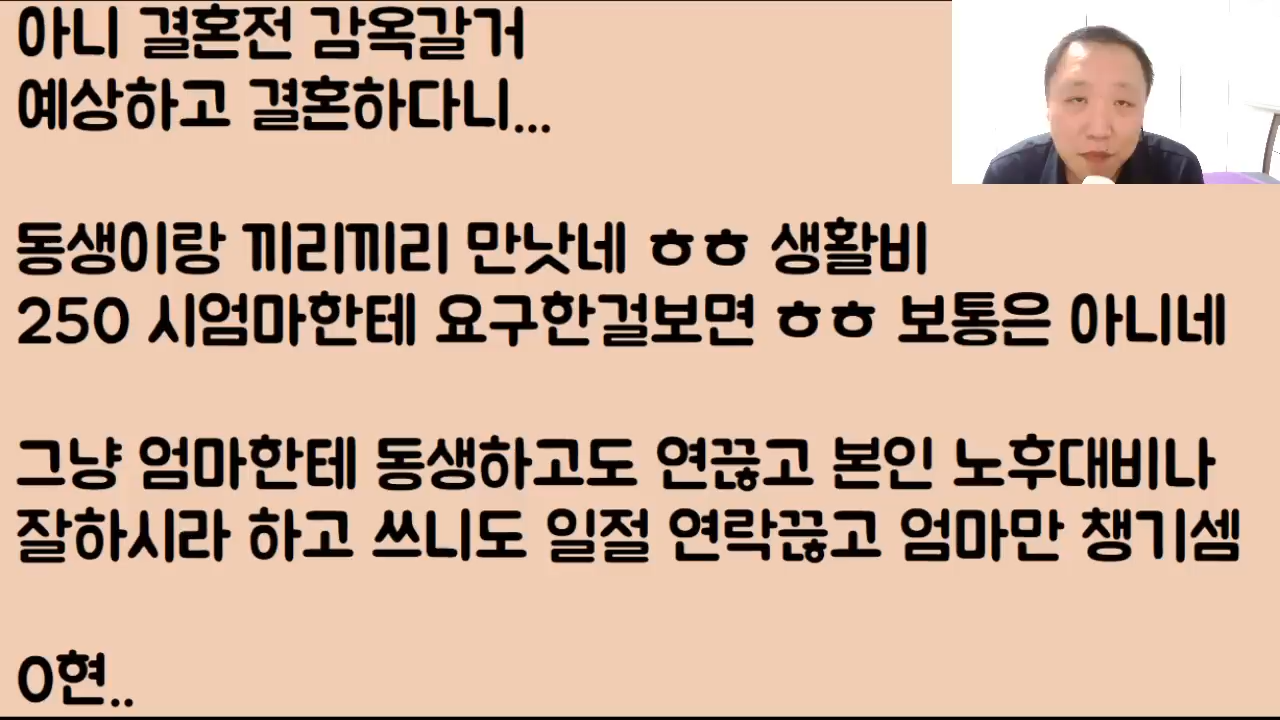 아니 결혼전 감옥갈거
예상하고 결혼하다니...
동생이랑 끼리끼리 만낫네 ㅎㅎ 생활비
250 시엄마한테 요구한걸보면 ㅎㅎ 보통은 아니네
그냥 엄마한테 동생하고도 연끊고 본인 노후대비나
잘하시라 하고 쓰니도 일절 연락끊고 엄마만 챙기셈
0현..